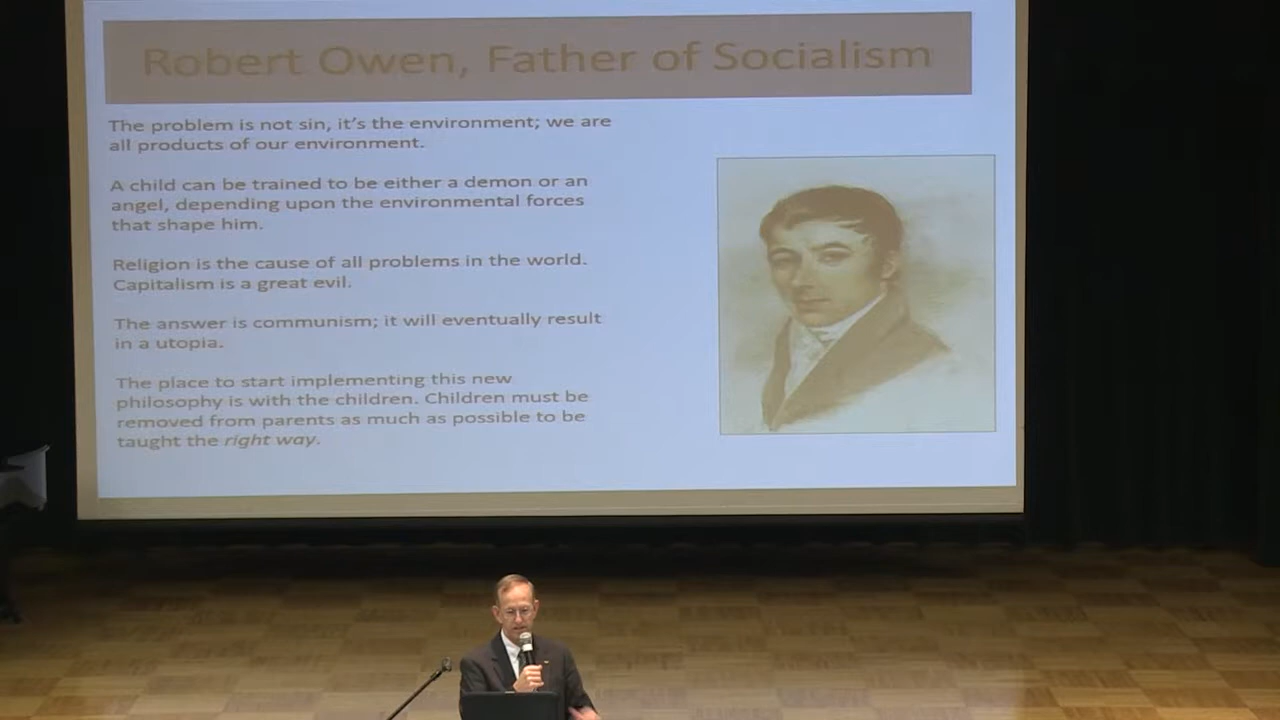 Robert Owen, Father of Socialism
The problem is not sin, it's the environment; we are
all products of our environment.
A child can be trained to be either a demon or an
angel, depending upon the environmental forces
that shape him.
Religion is the cause of all problems in the world.
Capitalism is a great evil.
The answer is communism; it will eventually result
in a utopia.
The place to start implementing this new
philosophy is with the children. Children must be
removed from parents as much as possible to be
taught the right way.